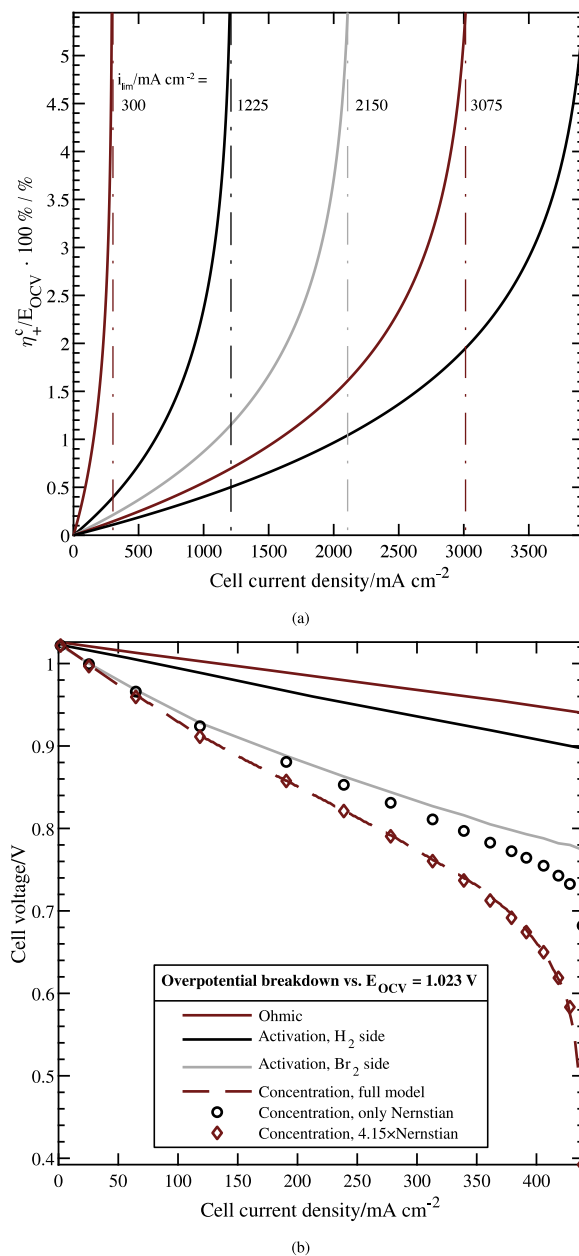 5
4.5
4
3.5
3
2.5
2
1.5
1
0.5
0
η₊ᶜ/E_OCV · 100 % / %
i_lim/mA cm⁻² =
300
1225
2150
3075
0 500 1000 1500 2000 2500 3000 3500
Cell current density/mA cm⁻²
(a)
1
0.9
0.8
0.7
0.6
0.5
0.4
Cell voltage/V
Overpotential breakdown vs. E_OCV = 1.023 V
Ohmic
Activation, H₂ side
Activation, Br₂ side
Concentration, full model
Concentration, only Nernstian
Concentration, 4.15×Nernstian
0 50 100 150 200 250 300 350 400
Cell current density/mA cm⁻²
(b)